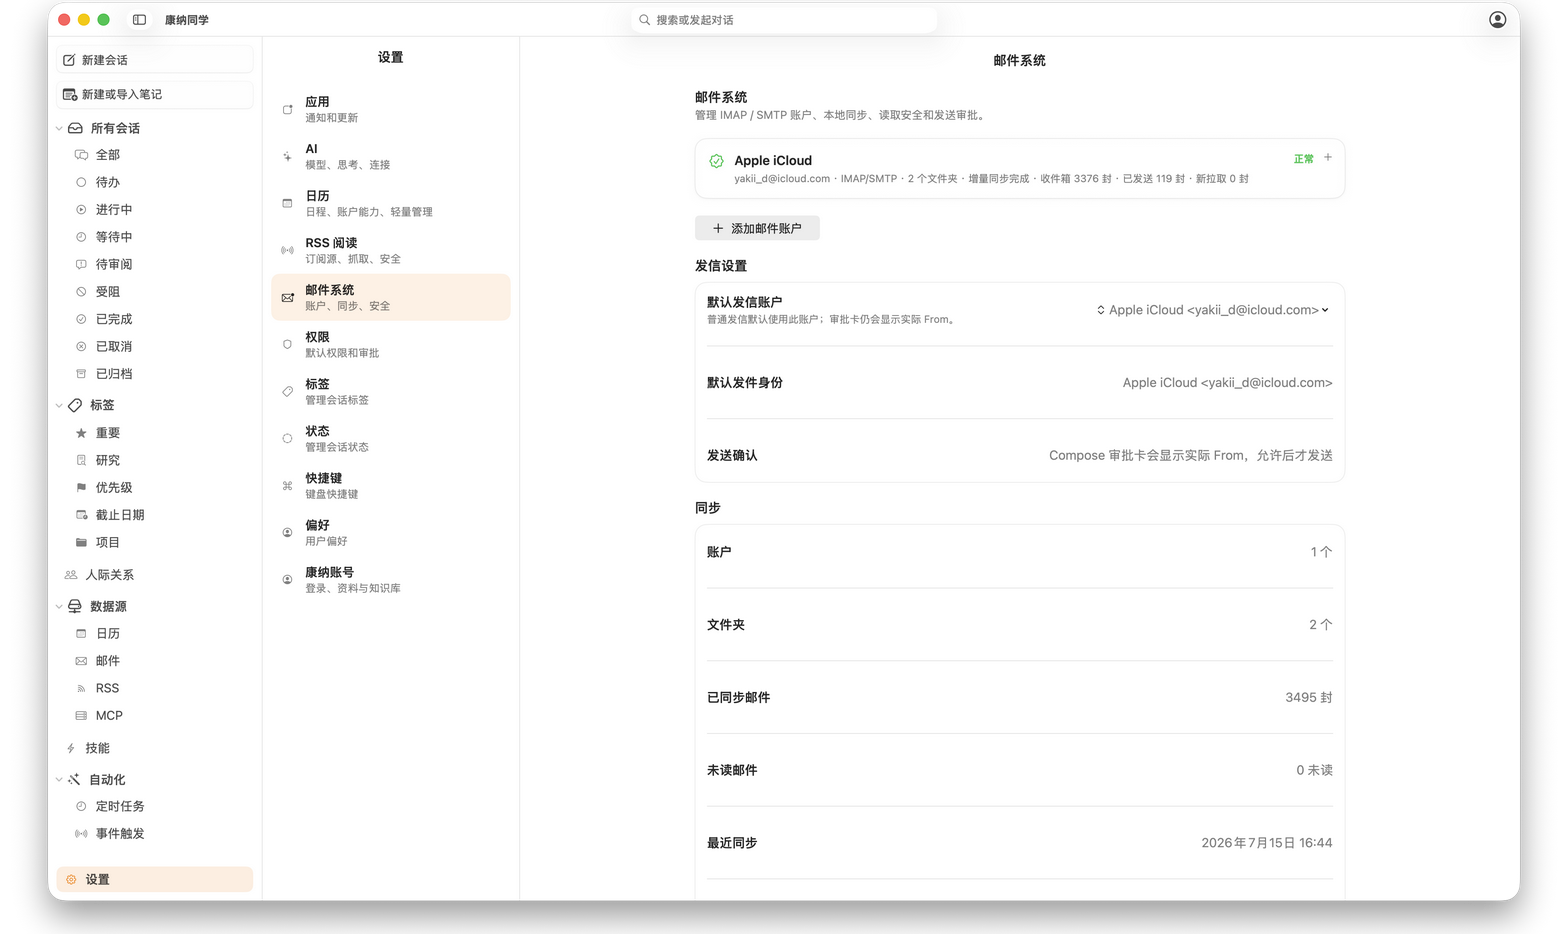 康纳同学
搜索或发起对话
新建会话
新建或导入笔记
所有会话
全部
待办
进行中
等待中
待审阅
受阻
已完成
已取消
已归档
标签
重要
研究
优先级
截止日期
项目
人际关系
数据源
日历
邮件
RSS
MCP
技能
自动化
定时任务
事件触发
设置
设置
应用
通知和更新
AI
模型、思考、连接
日历
日程、账户能力、轻量管理
RSS 阅读
订阅源、抓取、安全
邮件系统
账户、同步、安全
权限
默认权限和审批
标签
管理会话标签
状态
管理会话状态
快捷键
键盘快捷键
偏好
用户偏好
康纳账号
登录、资料与知识库
邮件系统
邮件系统
管理 IMAP / SMTP 账户、本地同步、读取安全和发送审批。
Apple iCloud
正常
yakii_d@icloud.com · IMAP/SMTP · 2 个文件夹 · 增量同步完成 · 收件箱 3376 封 · 已发送 119 封 · 新拉取 0 封
添加邮件账户
发信设置
默认发信账户
普通发信默认使用此账户；审批卡仍会显示实际 From。
Apple iCloud <yakii_d@icloud.com>
默认发件身份
Apple iCloud <yakii_d@icloud.com>
发送确认
Compose 审批卡会显示实际 From，允许后才发送
同步
账户
1 个
文件夹
2 个
已同步邮件
3495 封
未读邮件
0 未读
最近同步
2026年7月15日 16:44